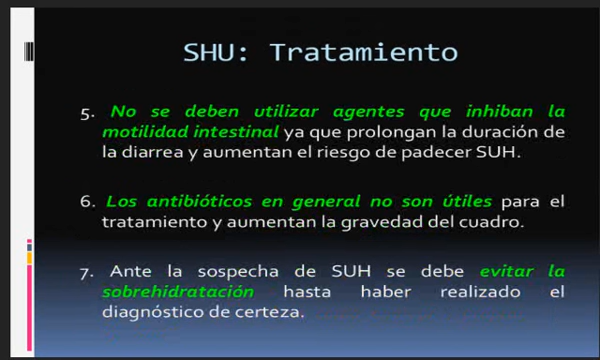 SHU: Tratamiento
5. No se deben utilizar agentes que inhiban la
motilidad intestinal ya que prolongan la duración de
la diarrea y aumentan el riesgo de padecer SUH.
6. Los antibióticos en general no son útiles para el
tratamiento y aumentan la gravedad del cuadro.
7. Ante la sospecha de SUH se debe evitar la
sobrehidratación hasta haber realizado el
diagnóstico de certeza.